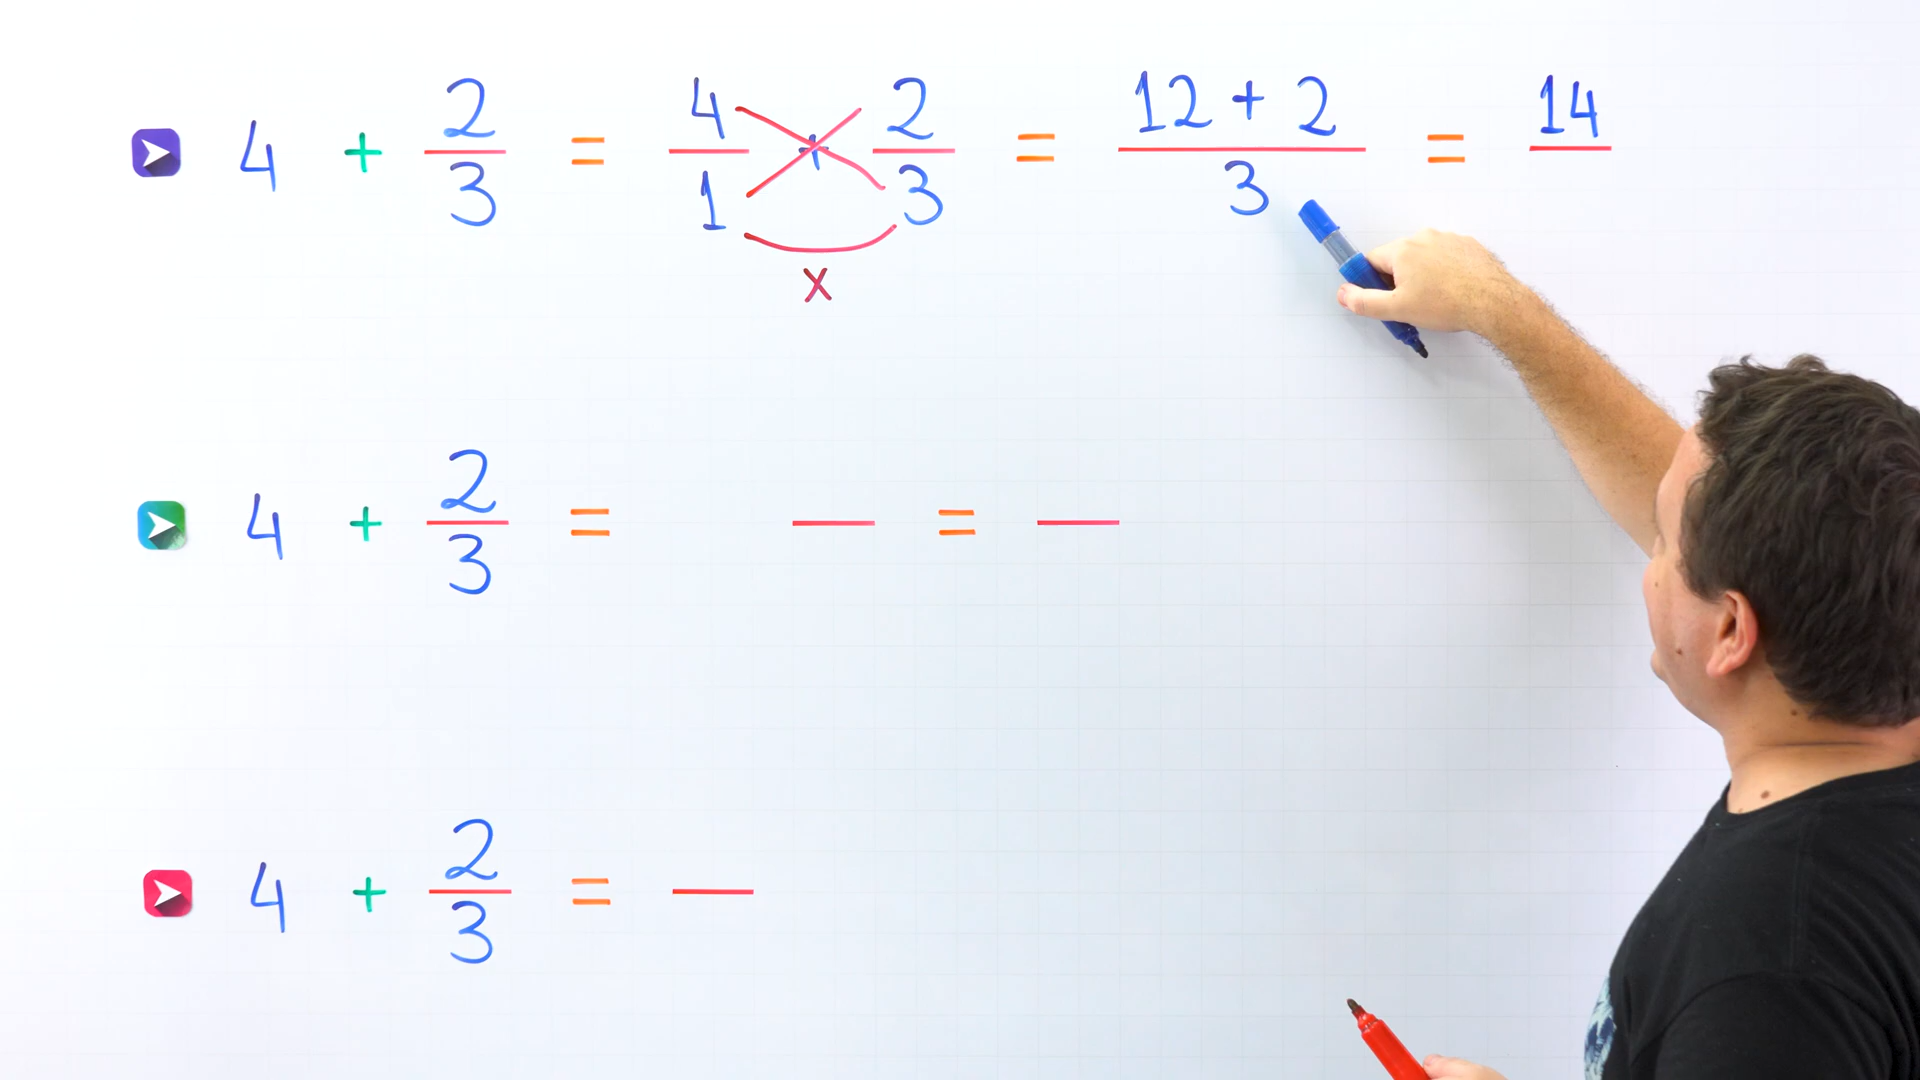 4 + 2/3 = 4/1 + 2/3 = 12 + 2/3 = 14/
x
4 + 2/3 = — = —
4 + 2/3 = —